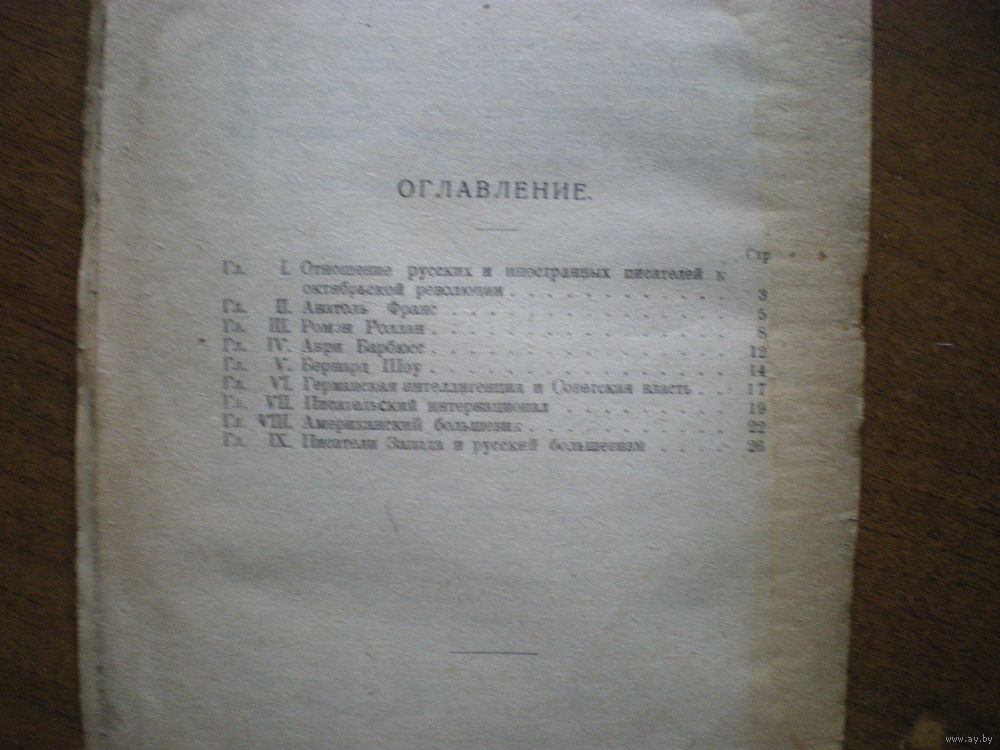 ОГЛАВЛЕНИЕ.
Стр
Гл. I. Отношение русских и иностранных писателей к
октябрьской революции . . . . . . . . . . . . 3
Гл. II. Анатоль Франс . . . . . . . . . . . . . . 5
Гл. III. Ромэн Роллан . . . . . . . . . . . . . . 8
Гл. IV. Анри Барбюсс . . . . . . . . . . . . . . 12
Гл. V. Бернард Шоу . . . . . . . . . . . . . . 14
Гл. VI. Германская интеллигенция и Советская власть . . 17
Гл. VII. Писательский интернационал . . . . . . . . 19
Гл. VIII. Американский большевик . . . . . . . . . . 22
Гл. IX. Писатели Запада и русский большевизм . . . . 26
www.ay.by